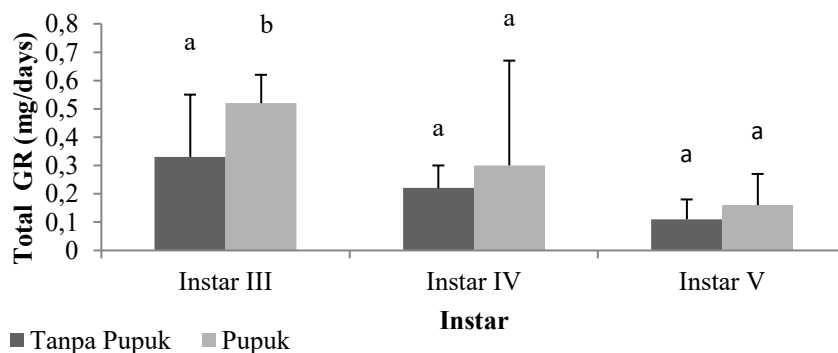 Total GR (mg/days)
0,8
0,7
0,6
0,5
0,4
0,3
0,2
0,1
0
a
b
a
a
a
a
Instar III
Instar IV
Instar V
Instar
Tanpa Pupuk
Pupuk